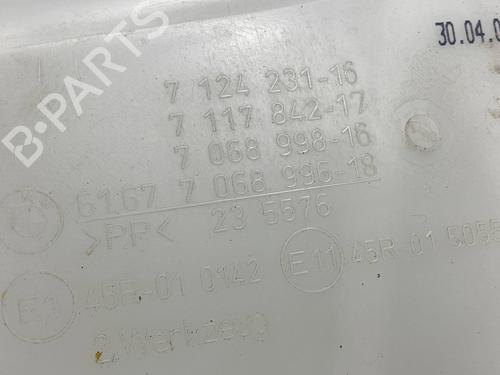 B-PARTS
30.04.0
7 124 231-16
7 117 842-17
7 068 998-16
61.67 7 068 996-18
>PP< 23 5576
E1 45R-01 0142 E11 45R-01 5055
2.Werkzeug